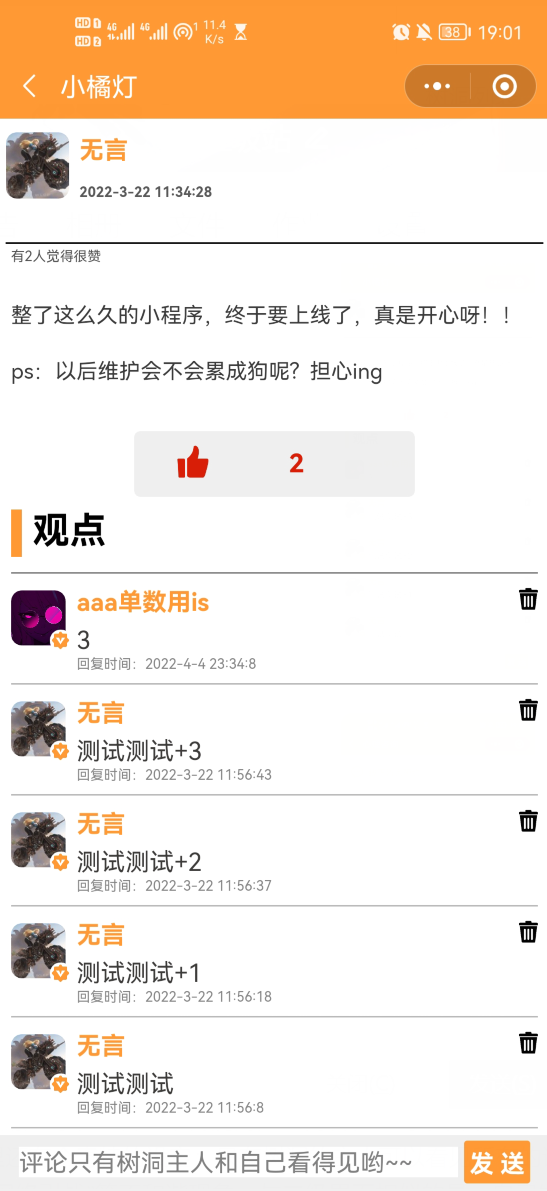 HD 1 4G 4G 1 11.4 38 19:01
HD 2 K/s
小橘灯
无言
2022-3-22 11:34:28
有2人觉得很赞
整了这么久的小程序，终于要上线了，真是开心呀！！
ps：以后维护会不会累成狗呢？担心ing
2
观点
aaa单数用is
3
回复时间：2022-4-4 23:34:8
无言
测试测试+3
回复时间：2022-3-22 11:56:43
无言
测试测试+2
回复时间：2022-3-22 11:56:37
无言
测试测试+1
回复时间：2022-3-22 11:56:18
无言
测试测试
回复时间：2022-3-22 11:56:8
评论只有树洞主人和自己看得见哟~~ 发送